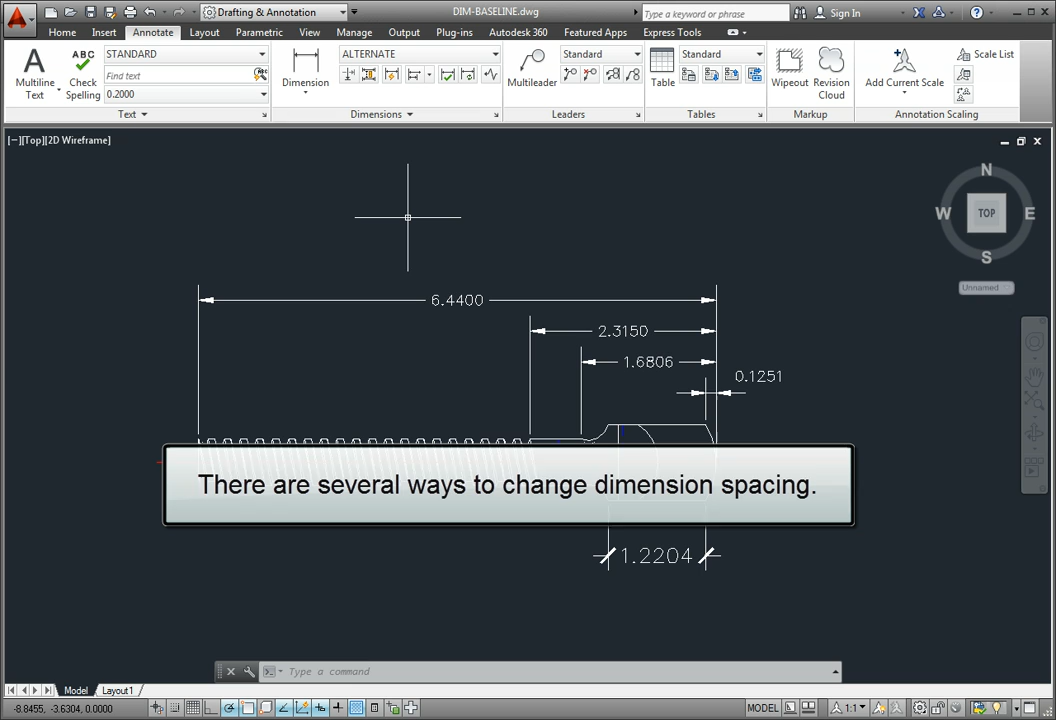 Drafting & Annotation
DIM-BASELINE.dwg
Type a keyword or phrase
Sign In
Home Insert Annotate Layout Parametric View Manage Output Plug-ins Autodesk 360 Featured Apps Express Tools
Multiline Text
ABC
Check Spelling
STANDARD
Find text
0.2000
Text
Dimension
ALTERNATE
Dimensions
Multileader
Standard
Leaders
Table
Standard
Tables
Wipeout
Revision Cloud
Markup
Add Current Scale
Scale List
Annotation Scaling
[−][Top][2D Wireframe]
N
W TOP E
S
Unnamed
6.4400
2.3150
1.6806
0.1251
There are several ways to change dimension spacing.
1.2204
Type a command
Model Layout1
-8.8455, -3.6304, 0.0000
MODEL
1:1